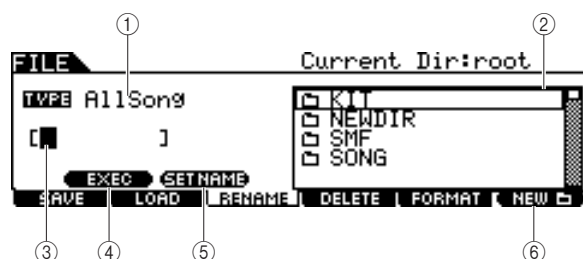 ① ②
FILE Current Dir:root
TYPE AllSong
KIT
NEWDIR
[ ]
SMF
SONG
EXEC SET NAME
SAVE LOAD RENAME DELETE FORMAT NEW
③ ④ ⑤ ⑥